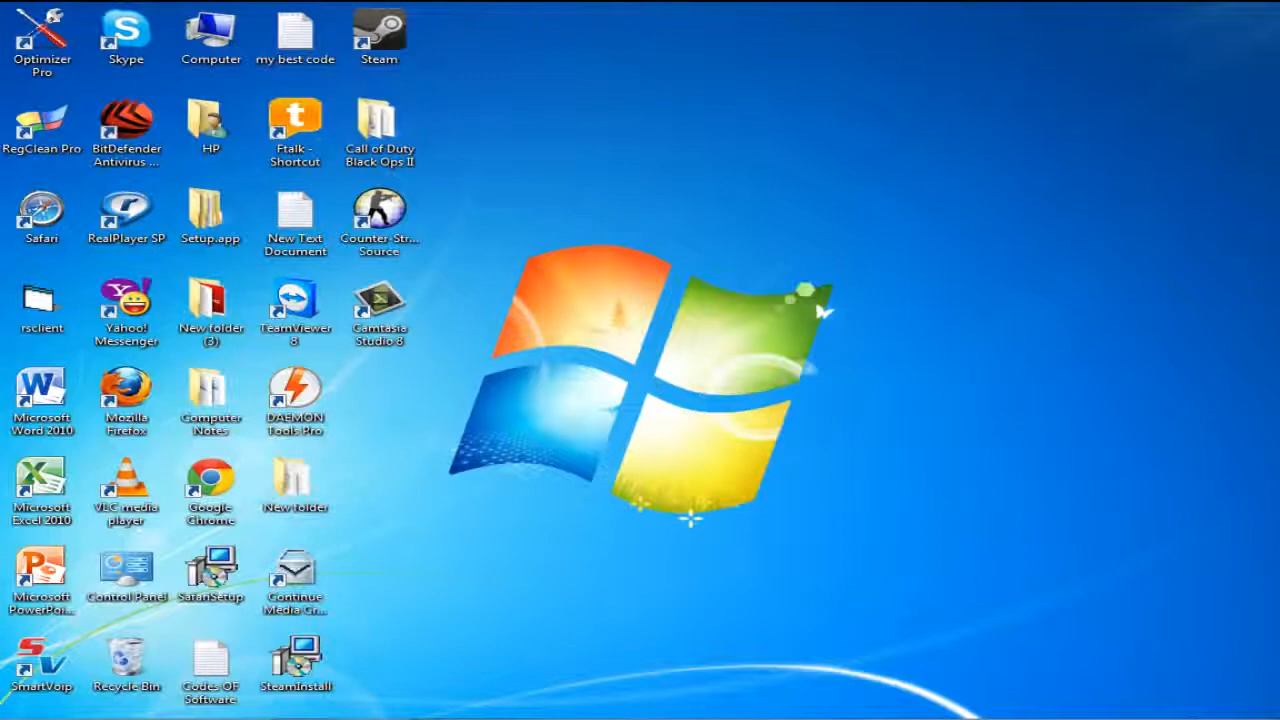 Optimizer
Pro
Skype
Computer
my best code
Steam
RegClean Pro
BitDefender
Antivirus ...
HP
Ftalk -
Shortcut
Call of Duty
Black Ops II
Safari
RealPlayer SP
Setup.app
New Text
Document
Counter-Str...
Source
rsclient
Yahoo!
Messenger
New folder
(3)
TeamViewer
8
Camtasia
Studio 8
Microsoft
Word 2010
Mozilla
Firefox
Computer
Notes
DAEMON
Tools Pro
Microsoft
Excel 2010
VLC media
player
Google
Chrome
New folder
Microsoft
PowerPoi...
Control Panel
SafariSetup
Continue
Media Gr...
SmartVoip
Recycle Bin
Codes OF
Software
SteamInstall